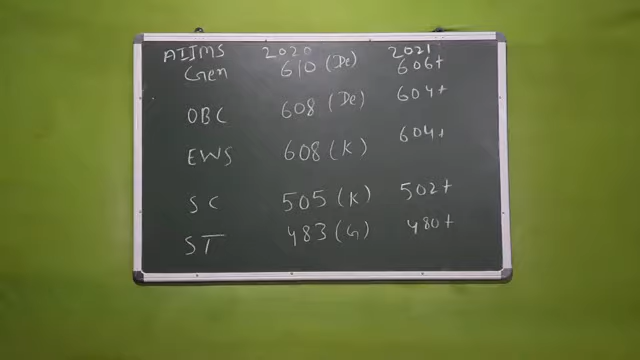 AIIMS 2020 2021
Gen 610 (De) 606+
OBC 608 (De) 604+
EWS 608 (K) 604+
SC 505 (K) 502+
ST 483 (G) 480+